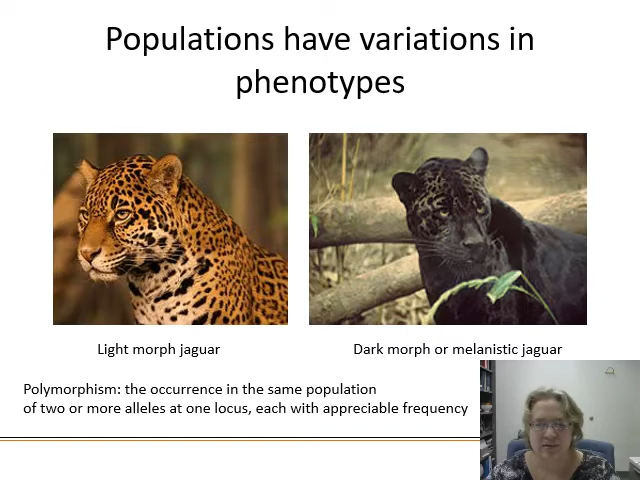 Populations have variations in
phenotypes
Light morph jaguar
Dark morph or melanistic jaguar
Polymorphism: the occurrence in the same population
of two or more alleles at one locus, each with appreciable frequency